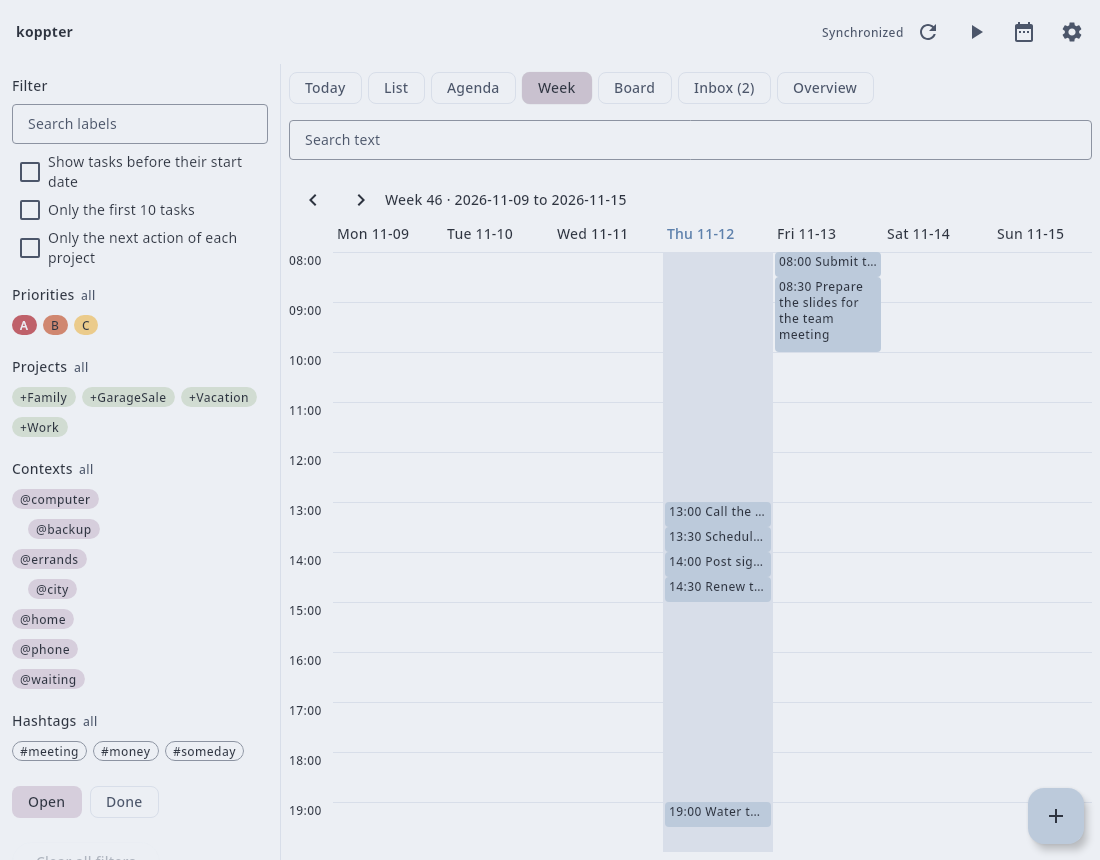 koppter
Synchronized
Filter
Search labels
Show tasks before their start
date
Only the first 10 tasks
Only the next action of each
project
Priorities all
A B C
Projects all
+Family +GarageSale +Vacation
+Work
Contexts all
@computer
@backup
@errands
@city
@home
@phone
@waiting
Hashtags all
#meeting #money #someday
Open Done
Clear all filters
Today List Agenda Week Board Inbox (2) Overview
Search text
Week 46 · 2026-11-09 to 2026-11-15
Mon 11-09 Tue 11-10 Wed 11-11 Thu 11-12 Fri 11-13 Sat 11-14 Sun 11-15
08:00
08:00 Submit t…
08:30 Prepare
the slides for
the team
meeting
09:00
10:00
11:00
12:00
13:00
13:00 Call the …
13:30 Schedul…
14:00
14:00 Post sig…
14:30 Renew t…
15:00
16:00
17:00
18:00
19:00
19:00 Water t…